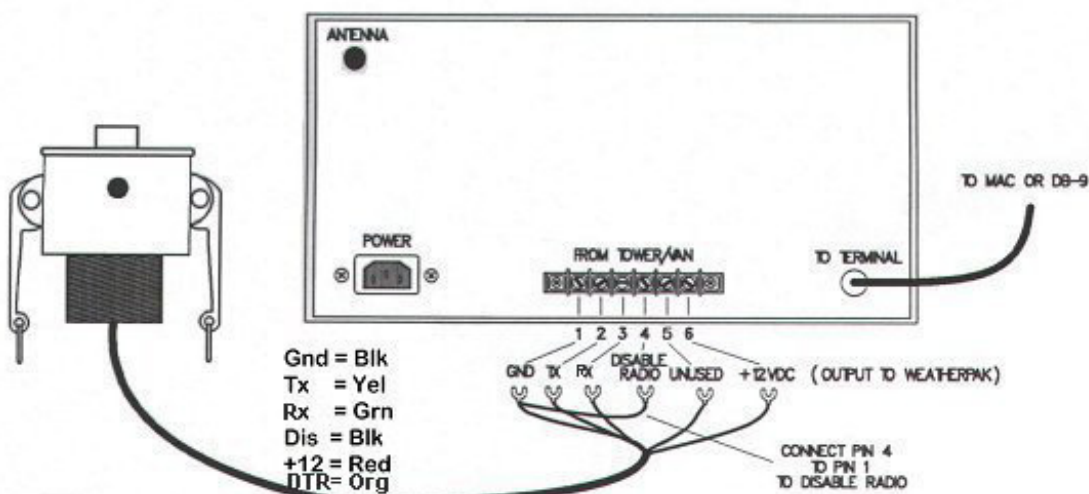 ANTENNA
TO MAC OR DB-9
POWER
FROM TOWER/VAN
TO TERMINAL
1 2 3 4 5 6
GND TX RX DISABLE RADIO UNUSED +12VDC (OUTPUT TO WEATHERPAK)
Gnd = Blk
Tx = Yel
Rx = Grn
Dis = Blk
+12 = Red
DTR= Org
CONNECT PIN 4
TO PIN 1
TO DISABLE RADIO